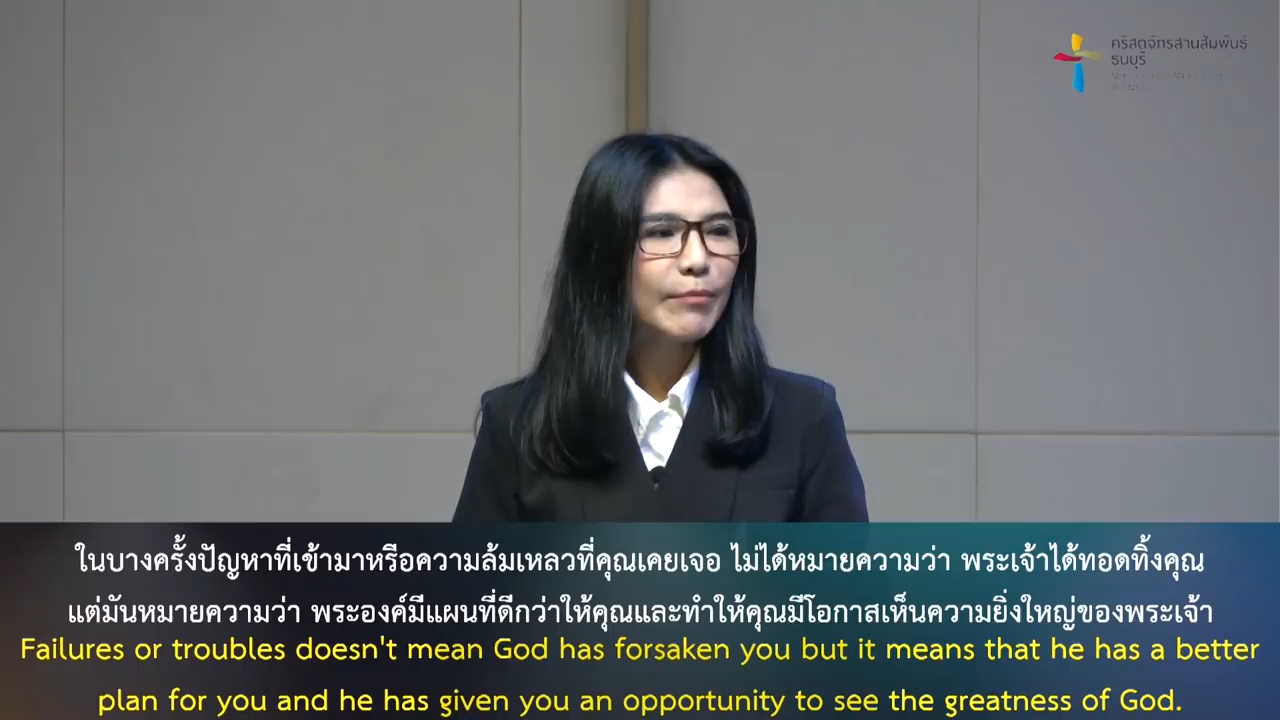 คริสตจักรสานสัมพันธ์
ธนบุรี
ในบางครั้งปัญหาที่เข้ามาหรือความล้มเหลวที่คุณเคยเจอ ไม่ได้หมายความว่า พระเจ้าได้ทอดทิ้งคุณ
แต่มันหมายความว่า พระองค์มีแผนที่ดีกว่าให้คุณและทำให้คุณมีโอกาสเห็นความยิ่งใหญ่ของพระเจ้า
Failures or troubles doesn't mean God has forsaken you but it means that he has a better
plan for you and he has given you an opportunity to see the greatness of God.